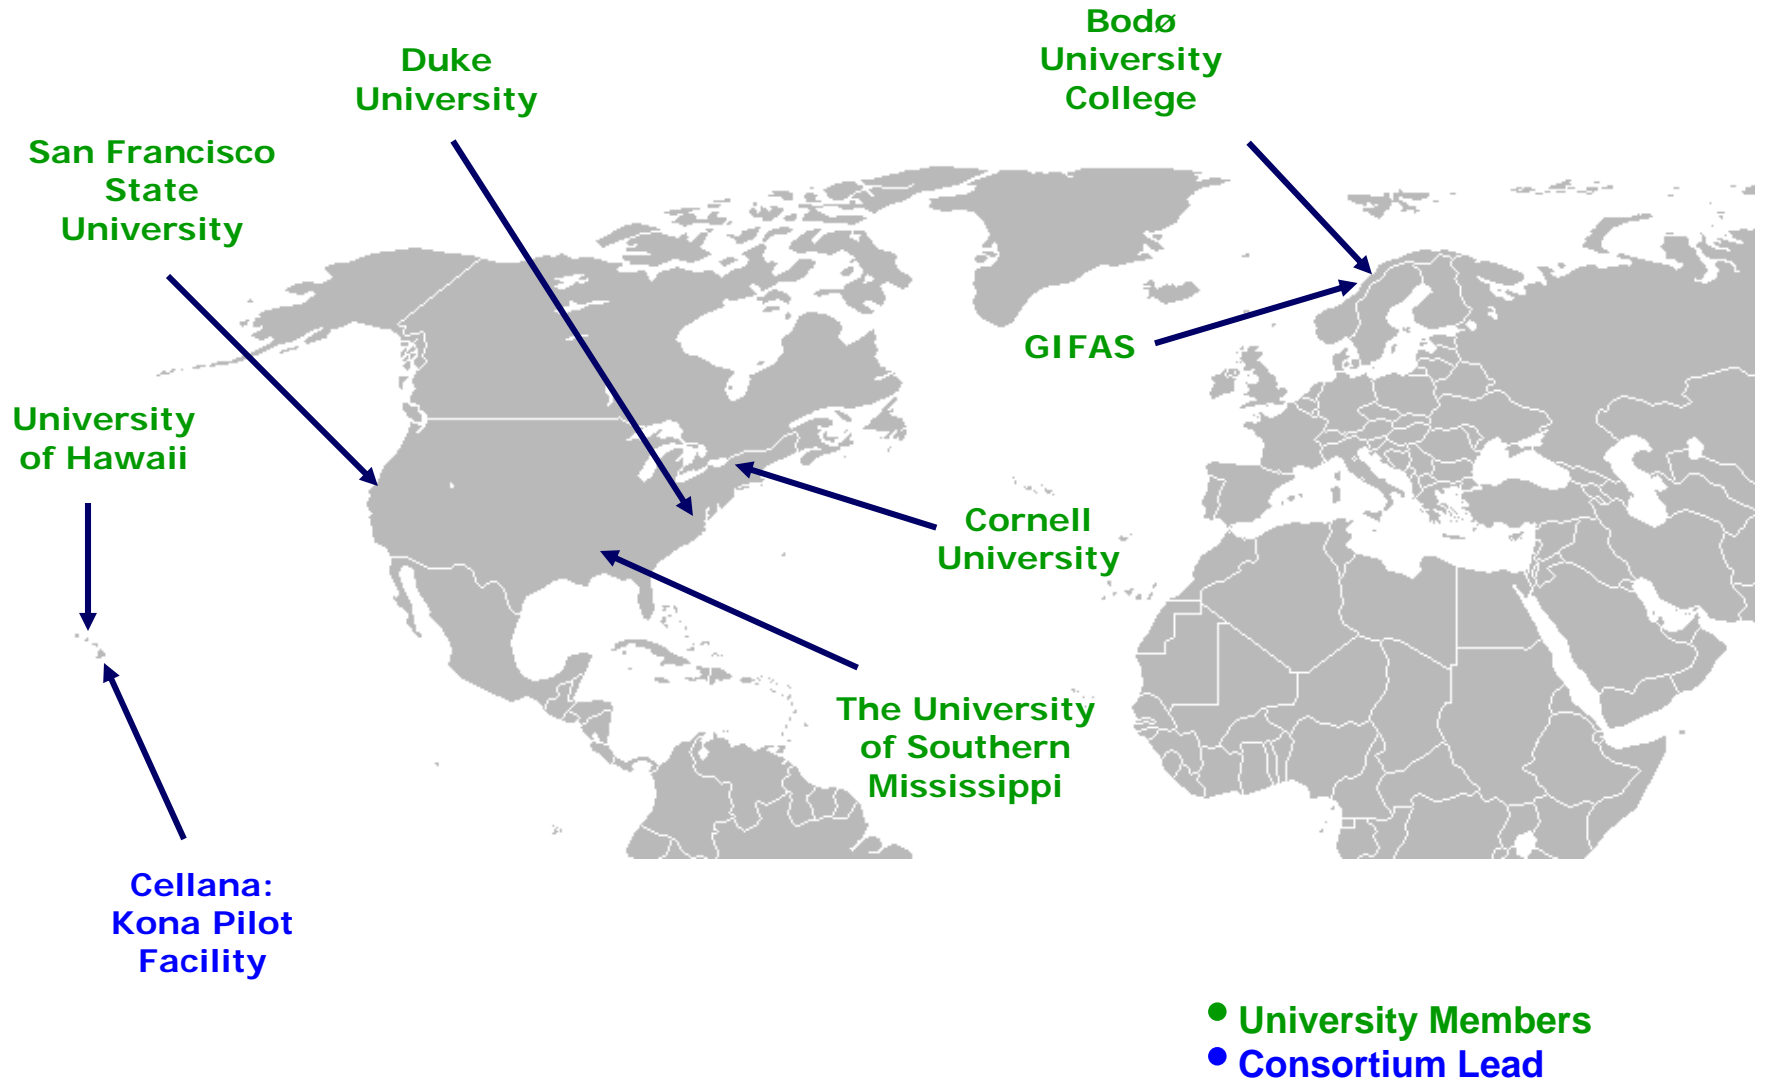 Bodø
University
College
Duke
University
San Francisco
State
University
GIFAS
University
of Hawaii
Cornell
University
The University
of Southern
Mississippi
Cellana:
Kona Pilot
Facility
University Members
Consortium Lead